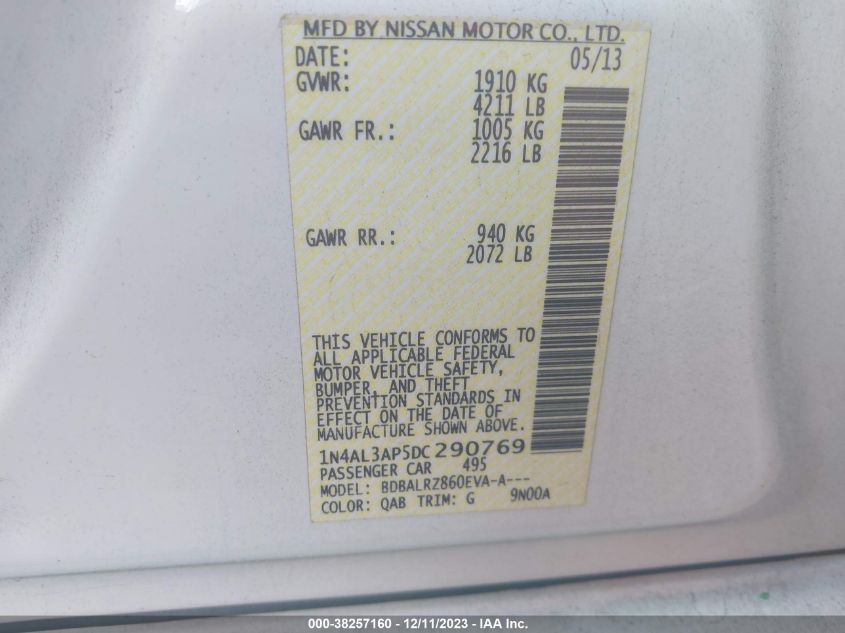 MFD BY NISSAN MOTOR CO., LTD.
DATE: 05/13
GVWR: 1910 KG
4211 LB
GAWR FR.: 1005 KG
2216 LB
GAWR RR.: 940 KG
2072 LB
THIS VEHICLE CONFORMS TO
ALL APPLICABLE FEDERAL
MOTOR VEHICLE SAFETY,
BUMPER, AND THEFT
PREVENTION STANDARDS IN
EFFECT ON THE DATE OF
MANUFACTURE SHOWN ABOVE.
1N4AL3AP5DC290769
PASSENGER CAR 495
MODEL: BDBALRZ860EVA-A---
COLOR: QAB TRIM: G 9N00A
000-38257160 - 12/11/2023 - IAA Inc.